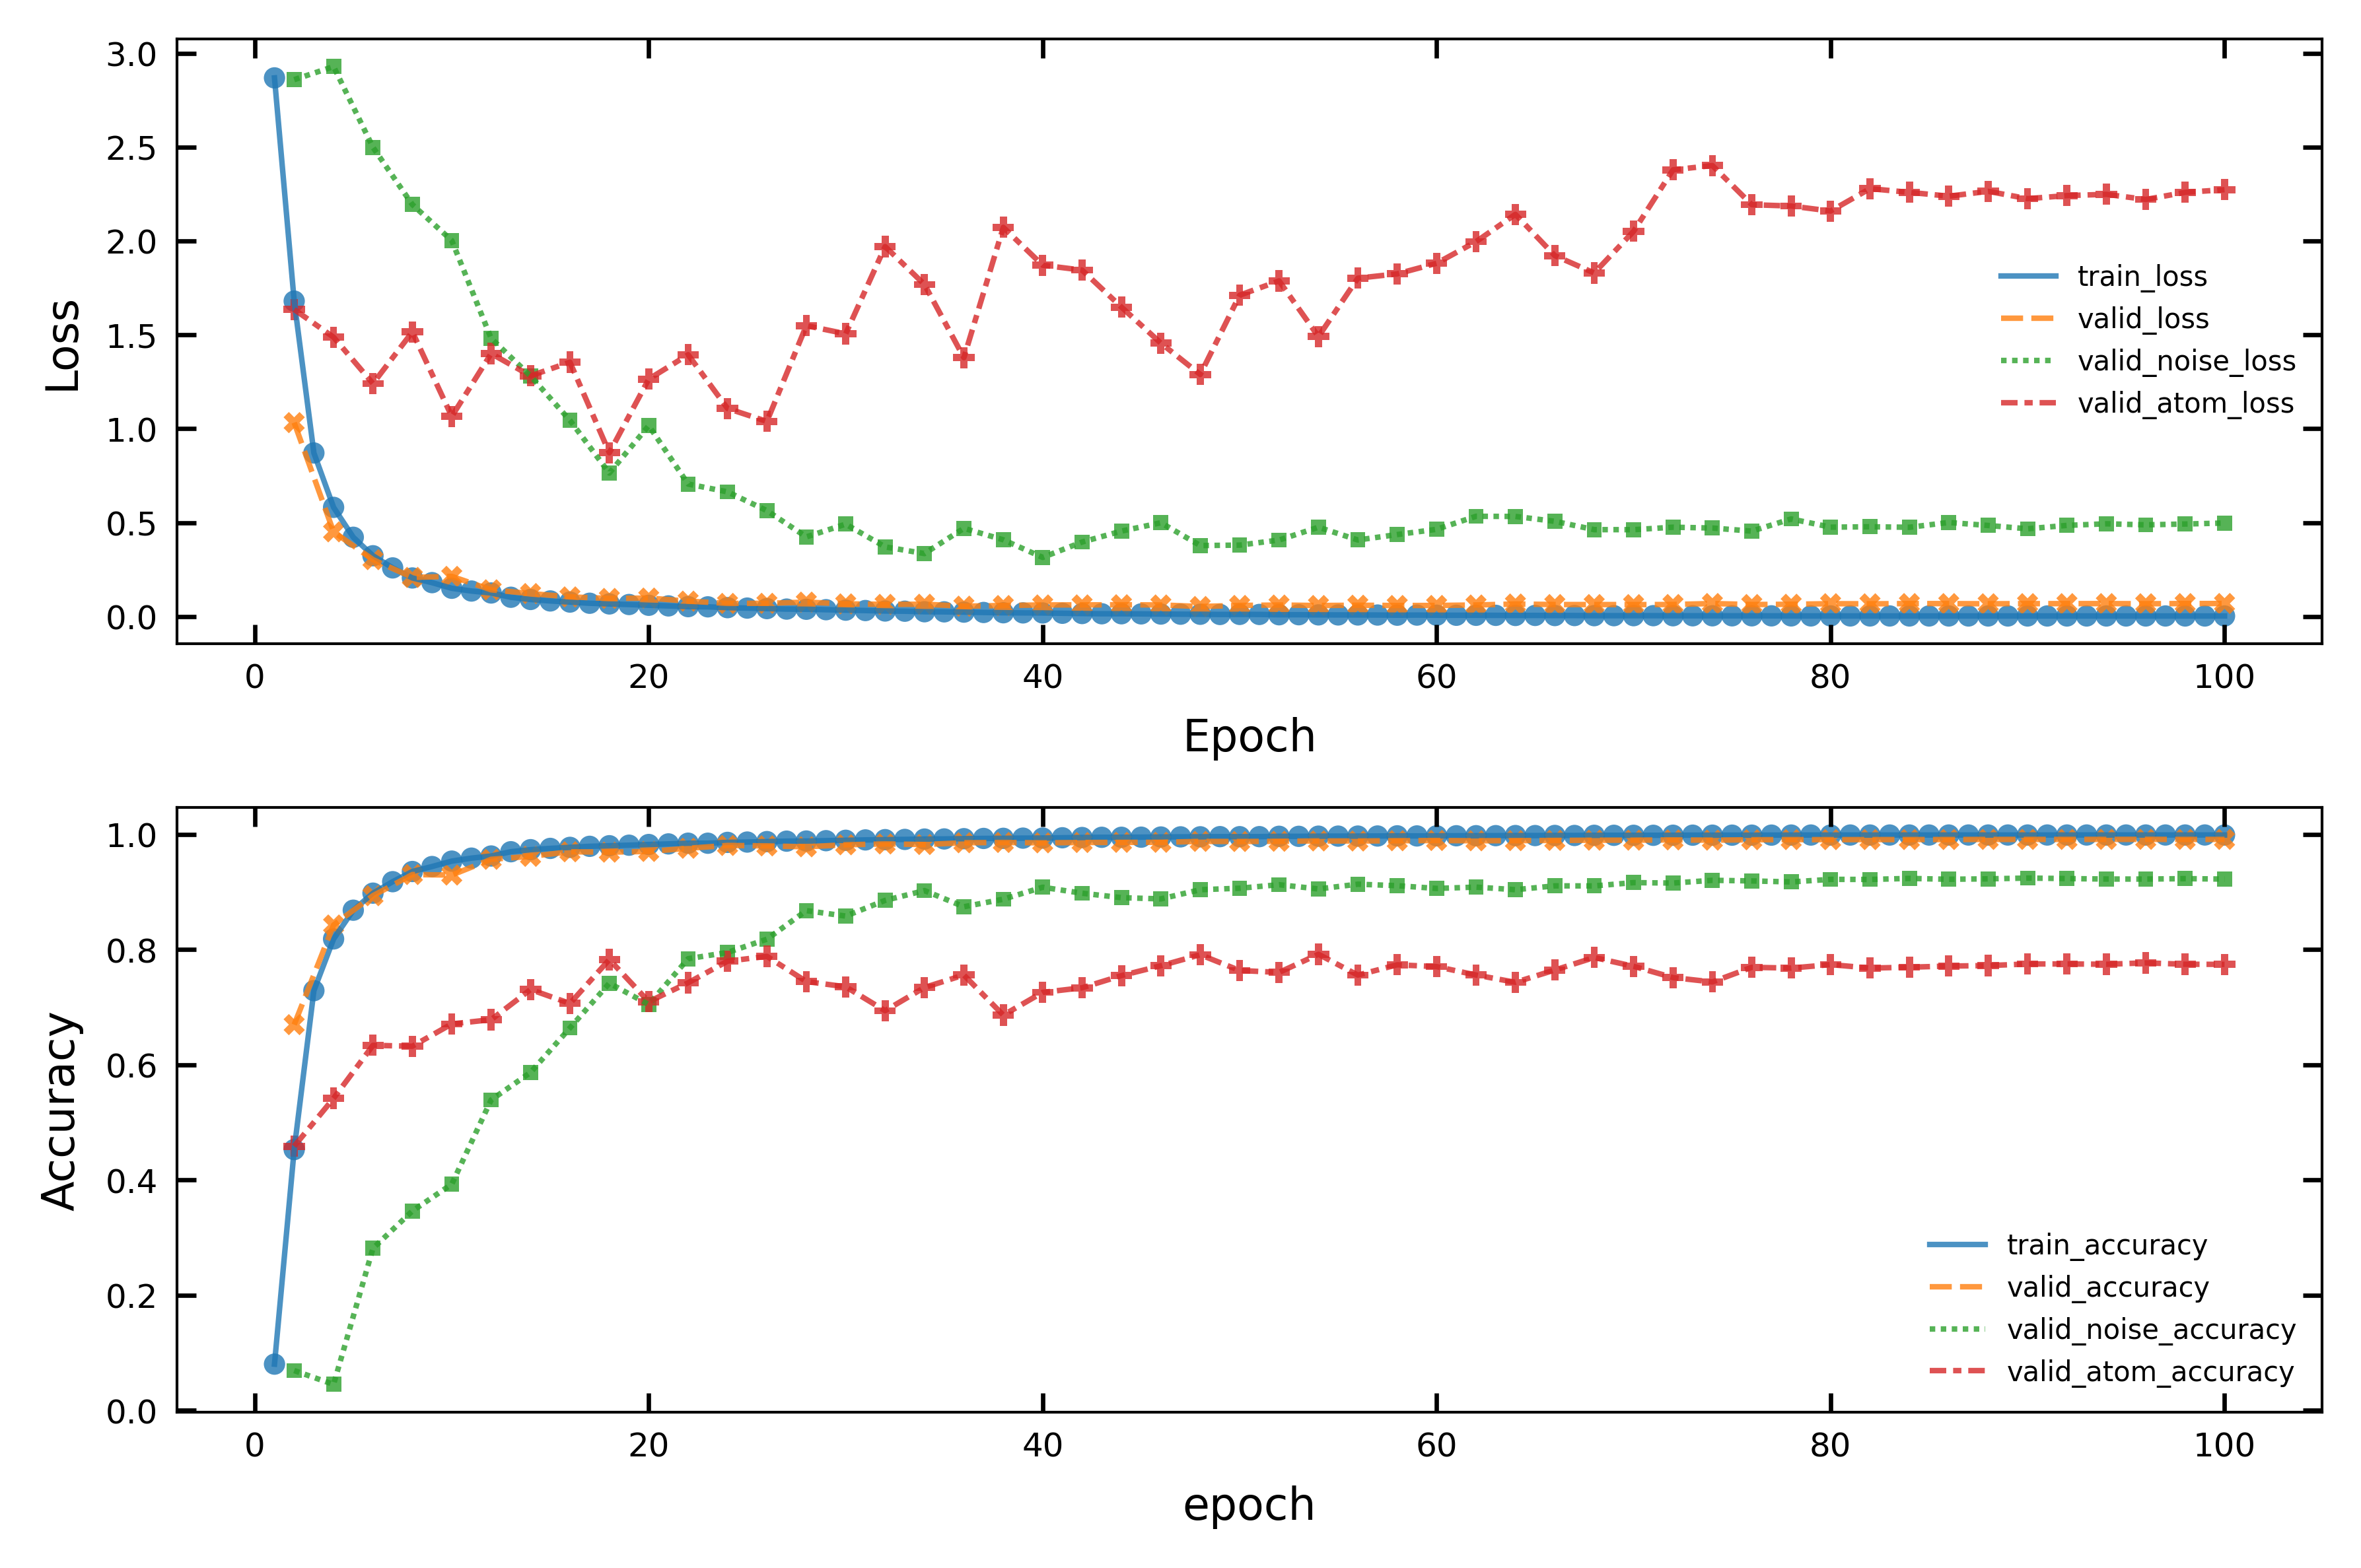 3.0
2.5
2.0
1.5
1.0
0.5
0.0
Loss
train_loss
valid_loss
valid_noise_loss
valid_atom_loss
0 20 40 60 80 100
Epoch
1.0
0.8
0.6
0.4
0.2
0.0
Accuracy
train_accuracy
valid_accuracy
valid_noise_accuracy
valid_atom_accuracy
0 20 40 60 80 100
epoch